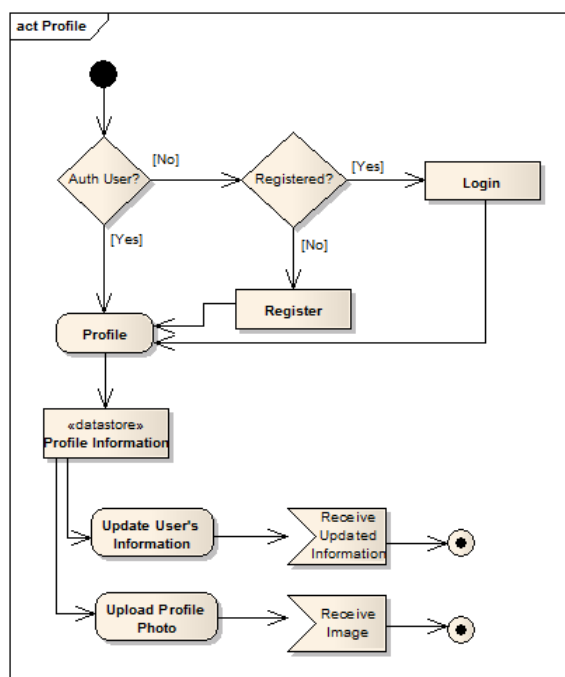 act Profile
Auth User?
[No]
Registered?
[Yes]
Login
[Yes]
[No]
Register
Profile
«datastore»
Profile Information
Update User's
Information
Receive
Updated
Information
Upload Profile
Photo
Receive
Image